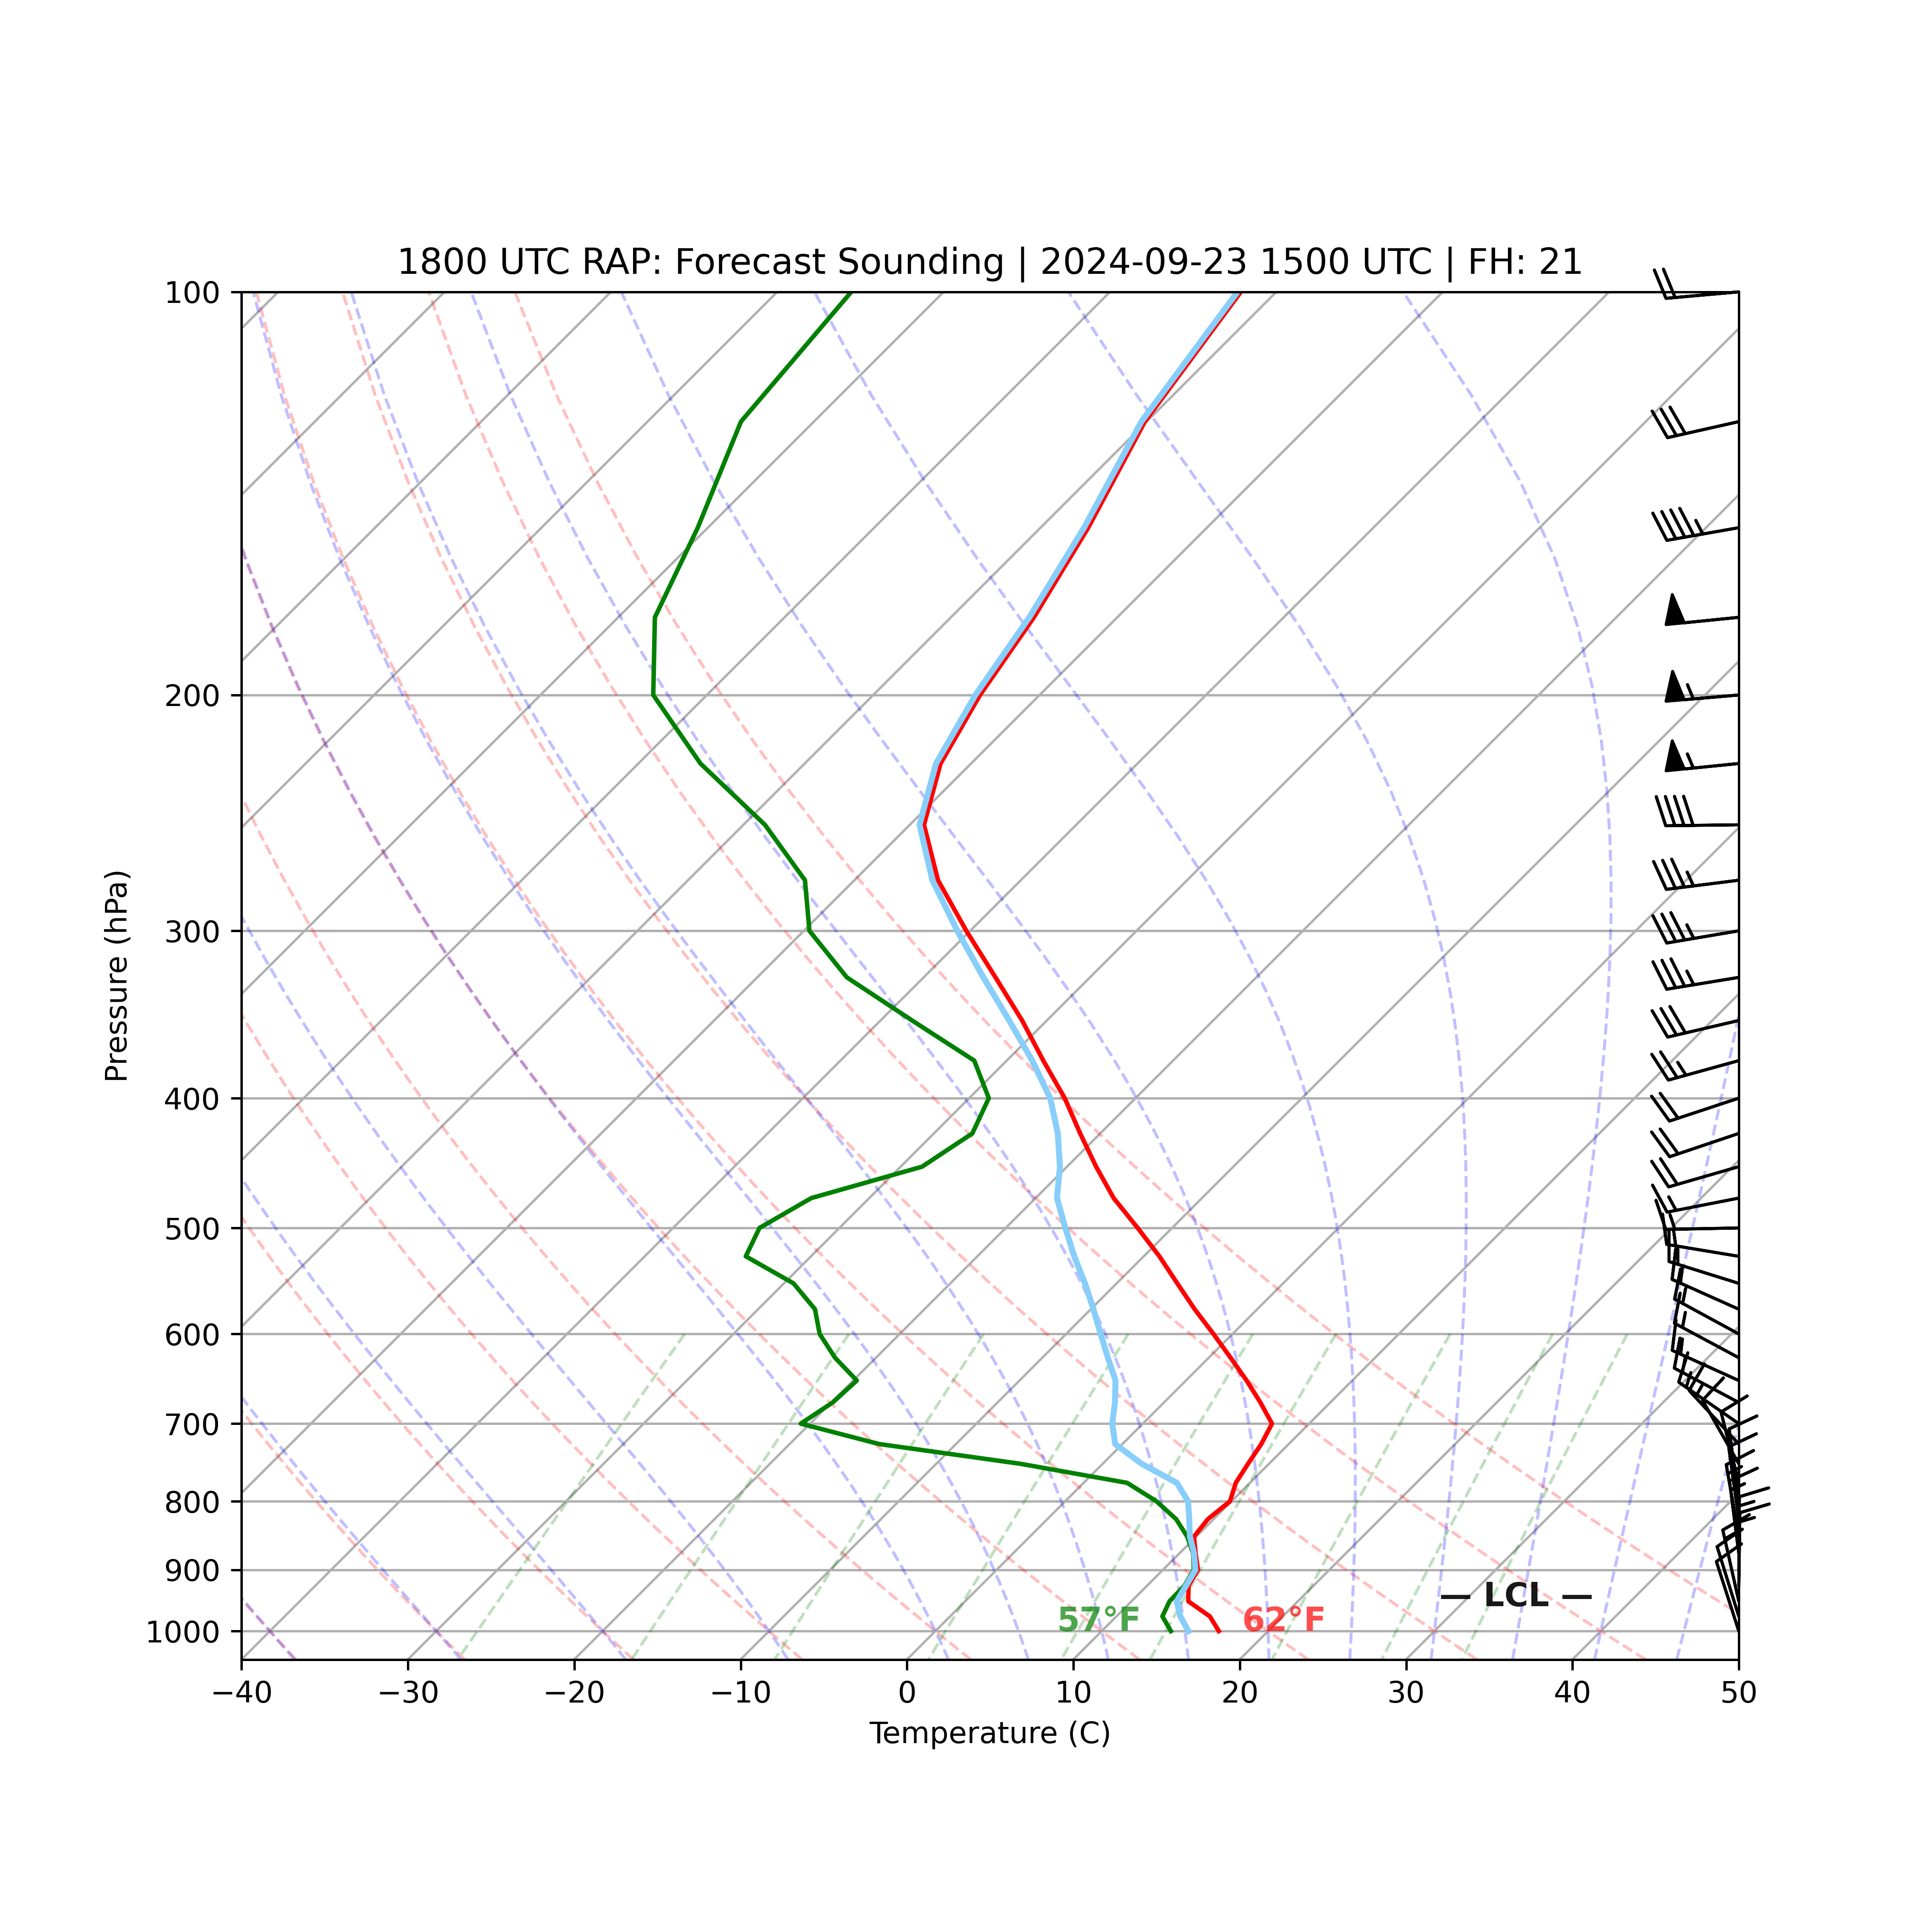 1800 UTC RAP: Forecast Sounding | 2024-09-23 1500 UTC | FH: 21
100
200
300
400
500
600
700
800
900
1000
Pressure (hPa)
— LCL —
57°F
62°F
−40 −30 −20 −10 0 10 20 30 40 50
Temperature (C)